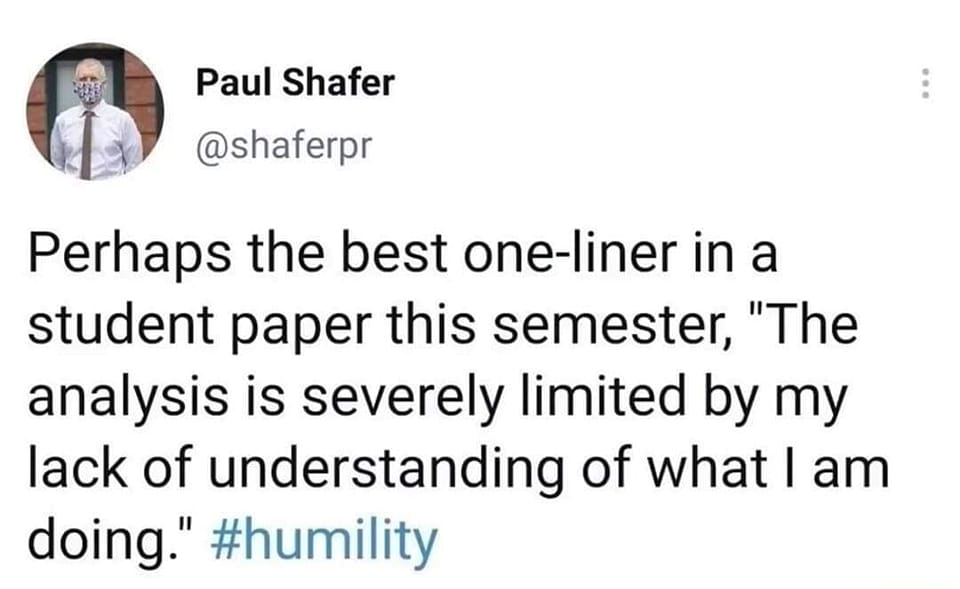 Paul Shafer
@shaferpr
Perhaps the best one-liner in a
student paper this semester, "The
analysis is severely limited by my
lack of understanding of what I am
doing." #humility